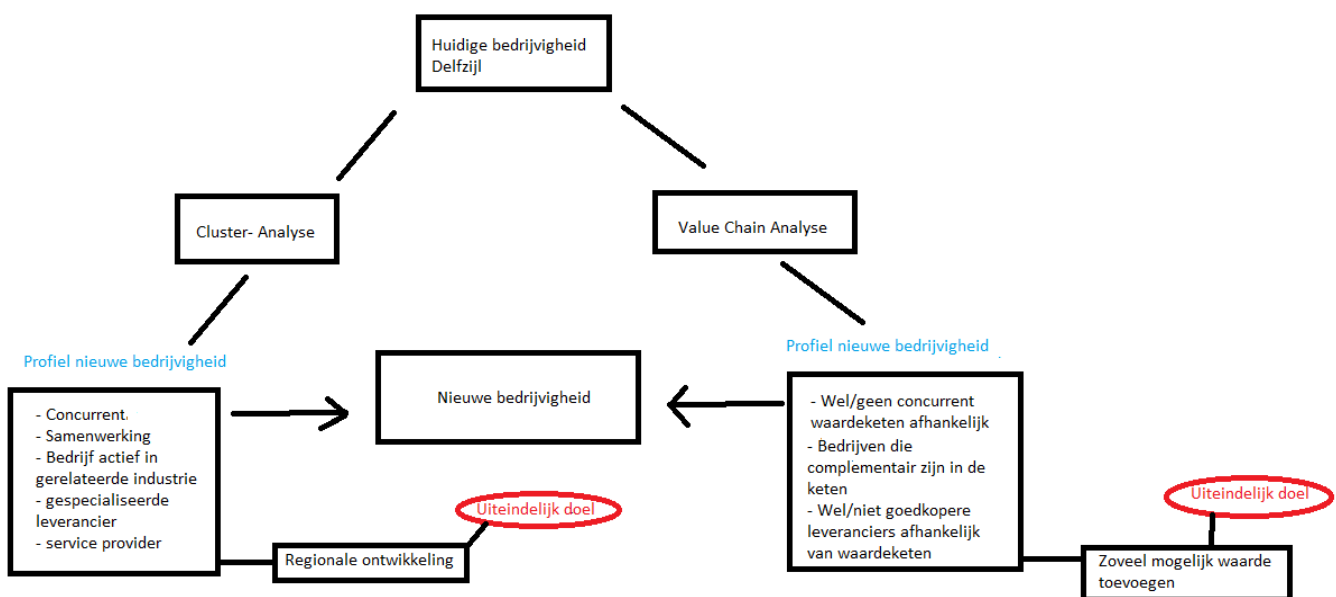 Huidige bedrijvigheid
Delfzijl
Cluster- Analyse
Value Chain Analyse
Profiel nieuwe bedrijvigheid
Profiel nieuwe bedrijvigheid
- Concurrent
- Samenwerking
- Bedrijf actief in
gerelateerde industrie
- gespecialiseerde
leverancier
- service provider
Nieuwe bedrijvigheid
- Wel/geen concurrent
waardeketen afhankelijk
- Bedrijven die
complementair zijn in de
keten
- Wel/niet goedkopere
leveranciers afhankelijk
van waardeketen
Uiteindelijk doel
Regionale ontwikkeling
Uiteindelijk doel
Zoveel mogelijk waarde
toevoegen